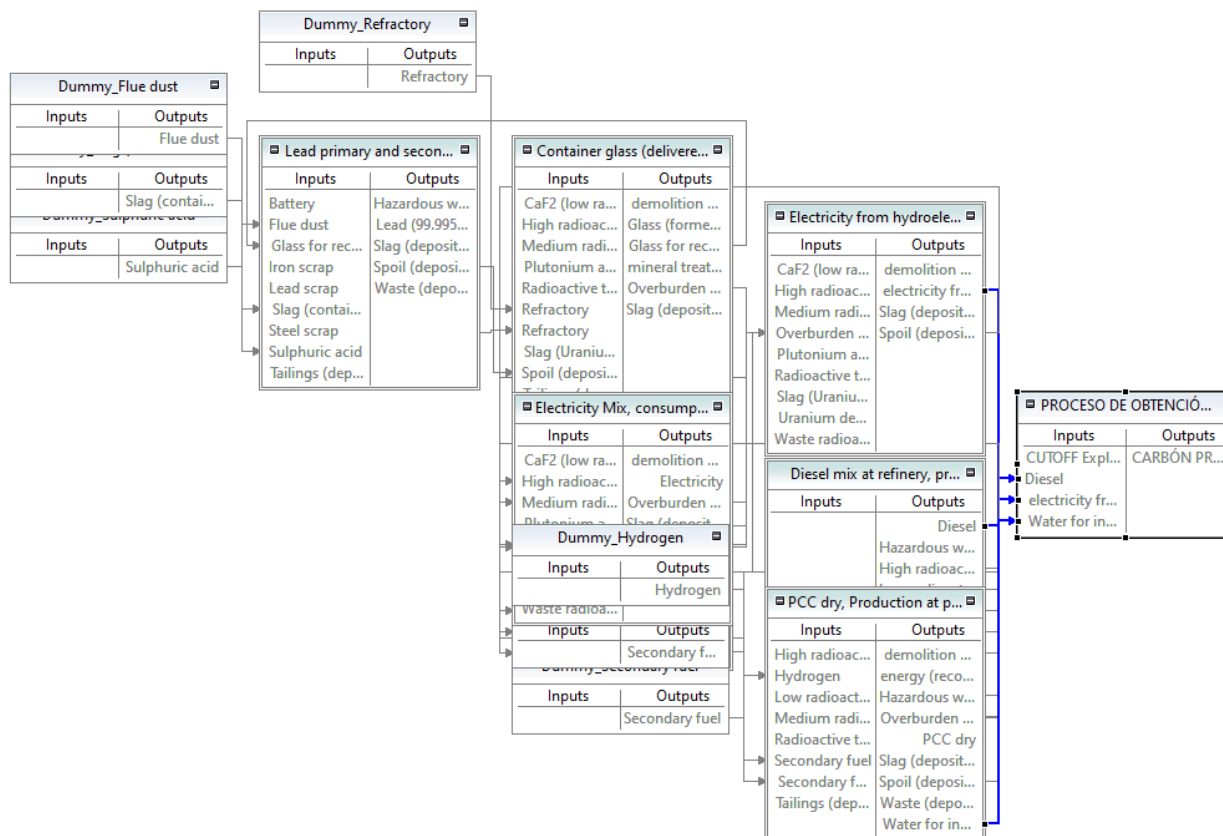 Dummy_Refractory
Inputs Outputs
Refractory
Dummy_Flue dust
Inputs Outputs
Flue dust
Inputs Outputs
Slag (contai...
Dummy_Sulphuric acid
Inputs Outputs
Sulphuric acid
Lead primary and secon...
Inputs Outputs
Battery Hazardous w...
Flue dust Lead (99.995...
Glass for rec... Slag (deposit...
Iron scrap Spoil (deposi...
Lead scrap Waste (depo...
Slag (contai...
Steel scrap
Sulphuric acid
Tailings (dep...
Container glass (delivere...
Inputs Outputs
CaF2 (low ra... demolition ...
High radioac... Glass (forme...
Medium radi... Glass for rec...
Plutonium a... mineral treat...
Radioactive t... Overburden ...
Refractory Slag (deposit...
Refractory
Slag (Uraniu...
Spoil (deposi...
Electricity Mix, consump...
Inputs Outputs
CaF2 (low ra... demolition ...
High radioac... Electricity
Medium radi... Overburden ...
Plutonium a... Slag (deposit...
Dummy_Hydrogen
Inputs Outputs
Hydrogen
Waste radioa...
Inputs Outputs
Secondary f...
Dummy_Secondary fuel
Inputs Outputs
Secondary fuel
Electricity from hydroele...
Inputs Outputs
CaF2 (low ra... demolition ...
High radioac... electricity fr...
Medium radi... Slag (deposit...
Overburden ... Spoil (deposi...
Plutonium a...
Radioactive t...
Slag (Uraniu...
Uranium de...
Waste radioa...
Diesel mix at refinery, pr...
Inputs Outputs
Diesel
Hazardous w...
High radioac...
PCC dry, Production at p...
Inputs Outputs
High radioac... demolition ...
Hydrogen energy (reco...
Low radioact... Hazardous w...
Medium radi... Overburden ...
Radioactive t... PCC dry
Secondary fuel Slag (deposit...
Secondary f... Spoil (deposi...
Tailings (dep... Waste (depo...
Water for in...
PROCESO DE OBTENCIÓ...
Inputs Outputs
CUTOFF Expl... CARBÓN PR...
Diesel
electricity fr...
Water for in...